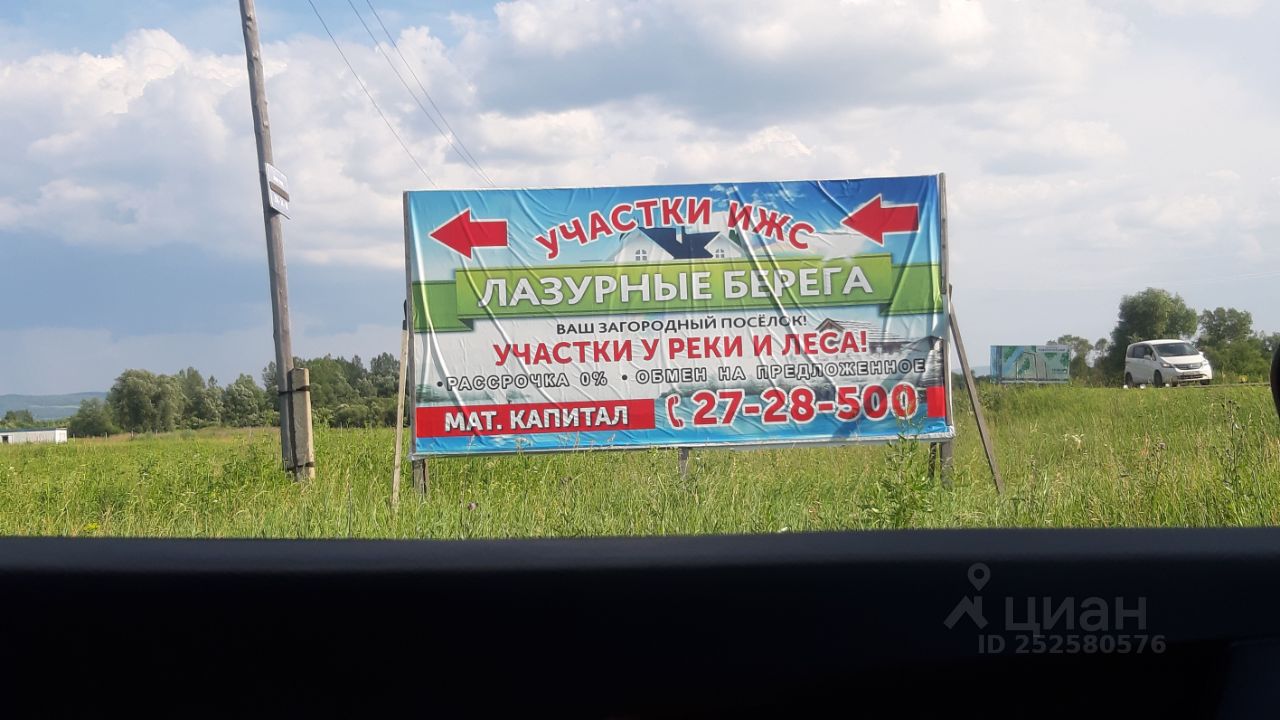 УЧАСТКИ ИЖС
ЛАЗУРНЫЕ БЕРЕГА
ВАШ ЗАГОРОДНЫЙ ПОСЁЛОК!
УЧАСТКИ У РЕКИ И ЛЕСА!
•РАССРОЧКА 0% •ОБМЕН НА ПРЕДЛОЖЕННОЕ
МАТ. КАПИТАЛ 27-28-500
ЦИАН
ID 252580576